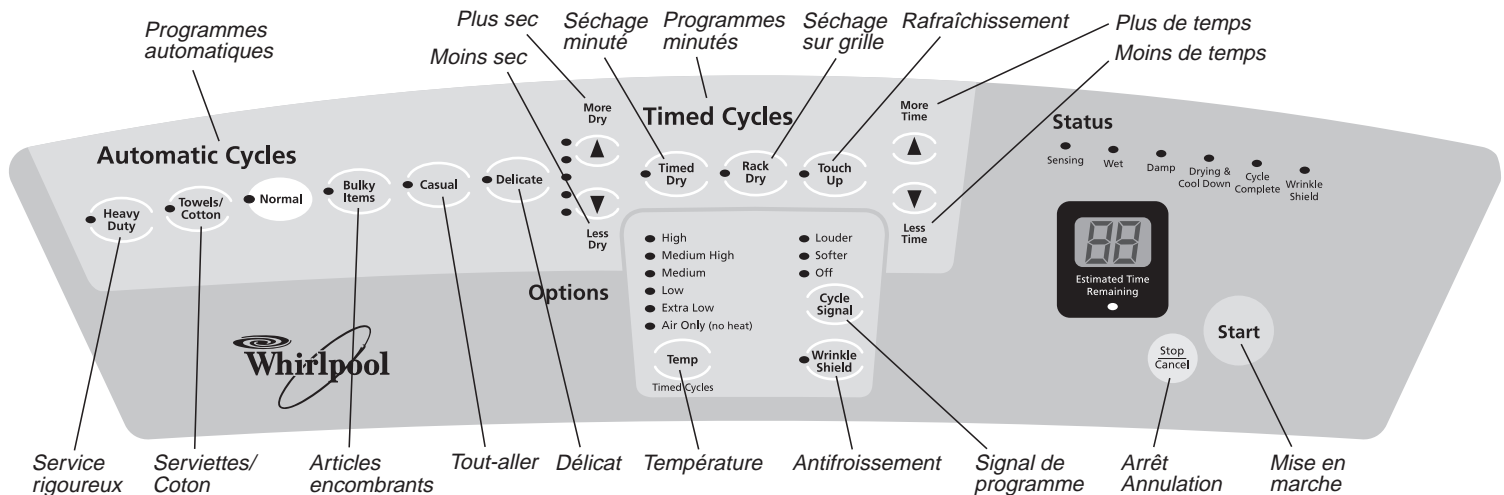 Plus sec
Séchage
minuté
Programmes
minutés
Séchage
sur grille
Rafraîchissement
Plus de temps
Moins de temps
Programmes
automatiques
Moins sec
More
Dry
Timed Cycles
More
Time
Status
Automatic Cycles
Sensing
Wet
Damp
Drying &
Cool Down
Cycle
Complete
Wrinkle
Shield
Heavy
Duty
Towels/
Cotton
Normal
Bulky
Items
Casual
Delicate
Timed
Dry
Rack
Dry
Touch
Up
Less
Dry
Less
Time
Options
High
Medium High
Medium
Low
Extra Low
Air Only (no heat)
Temp
Timed Cycles
Louder
Softer
Off
Cycle
Signal
Wrinkle
Shield
88
Estimated Time
Remaining
Stop
Cancel
Start
Whirlpool
Service
rigoureux
Serviettes/
Coton
Articles
encombrants
Tout-aller
Délicat
Température
Antifroissement
Signal de
programme
Arrêt
Annulation
Mise en
marche